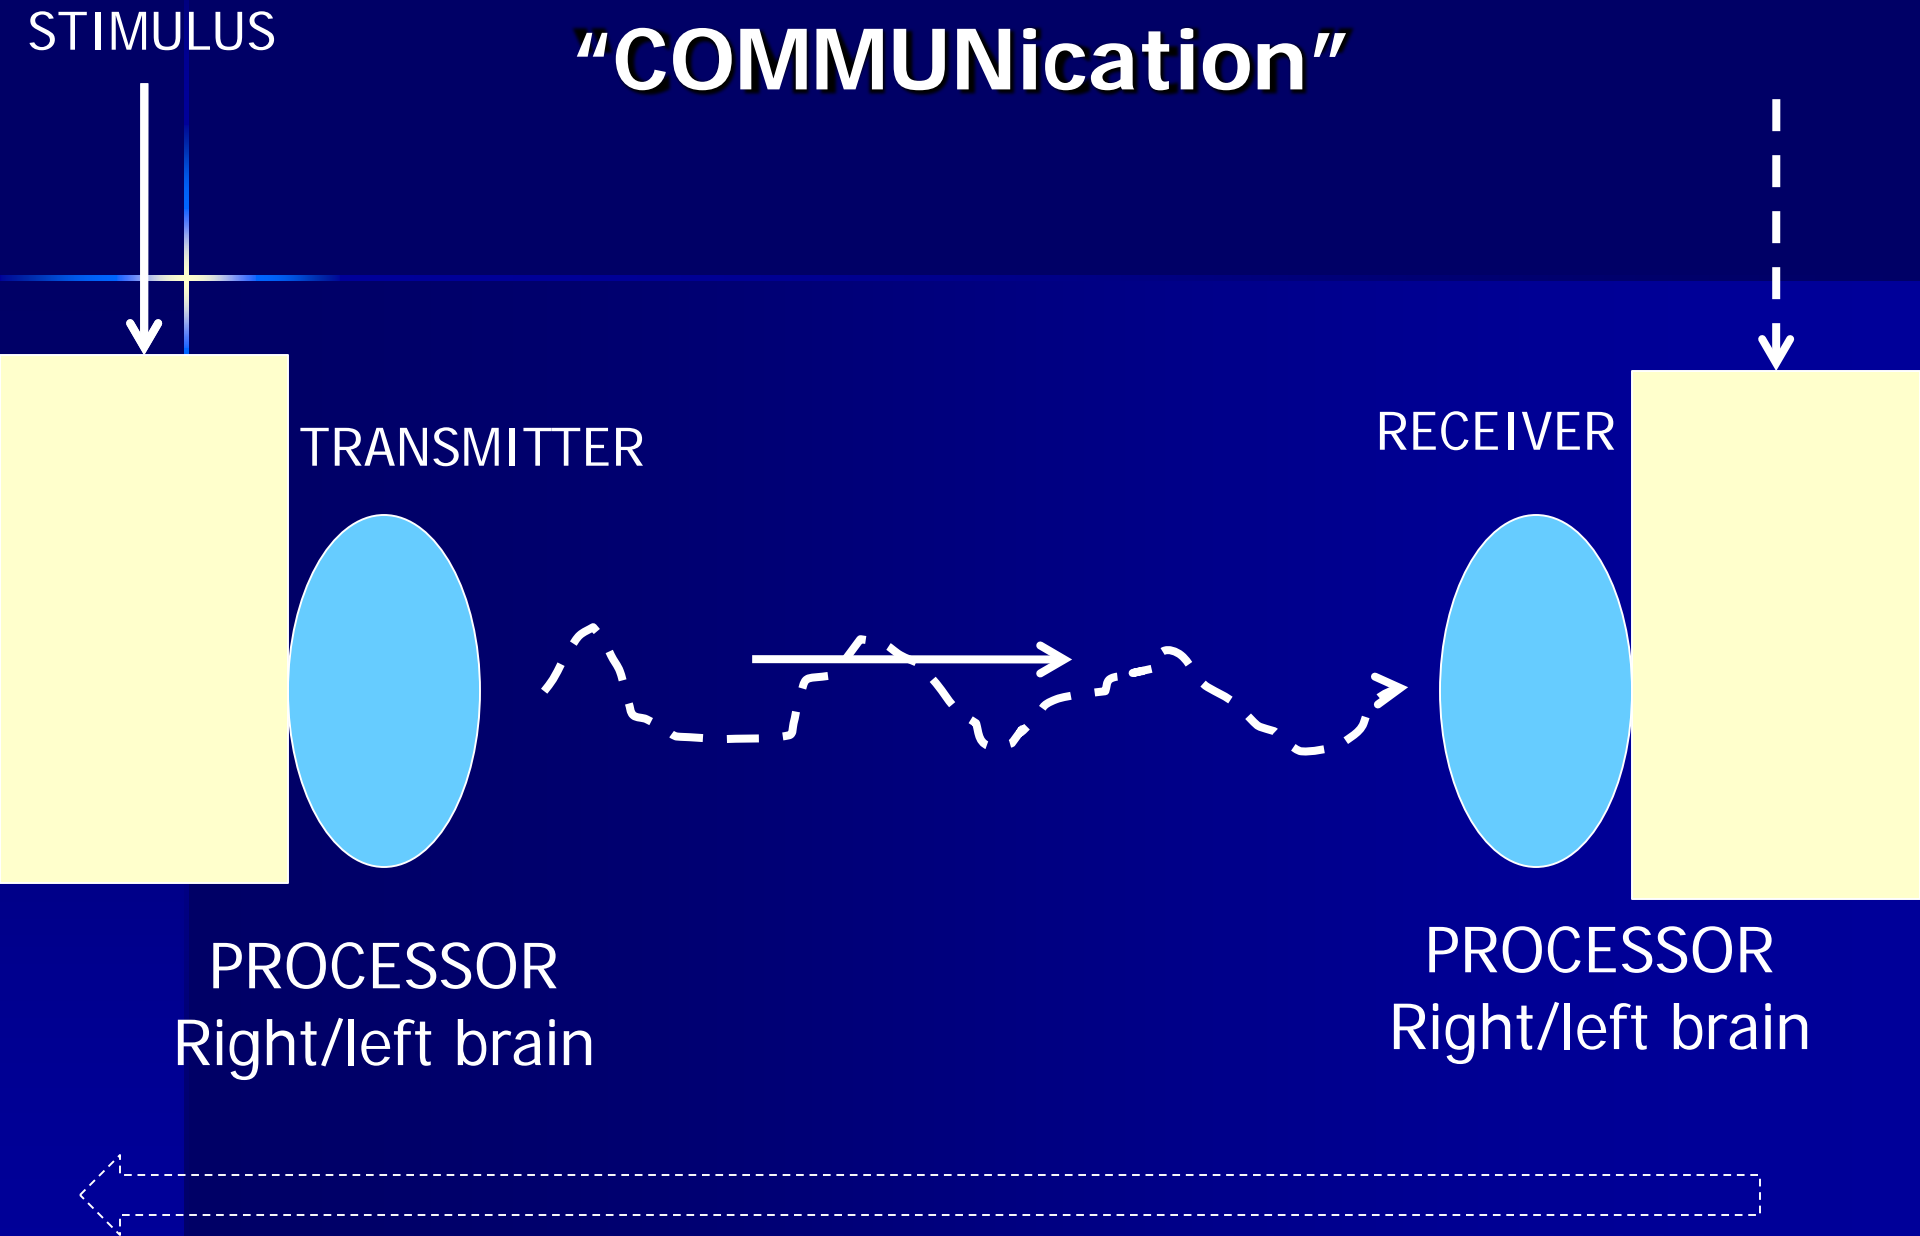 STIMULUS
“COMMUNication”
TRANSMITTER
RECEIVER
PROCESSOR
Right/left brain
PROCESSOR
Right/left brain